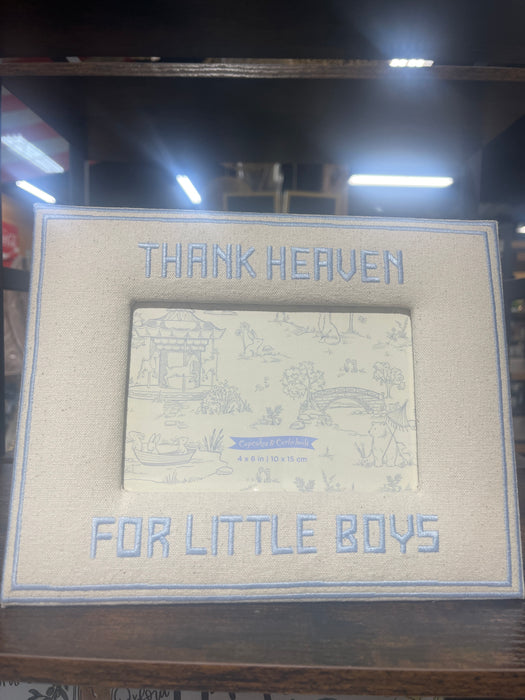 THANK HEAVEN
Cupcakes & Cartwheels
4 x 6 in | 10 x 15 cm
FOR LITTLE BOYS